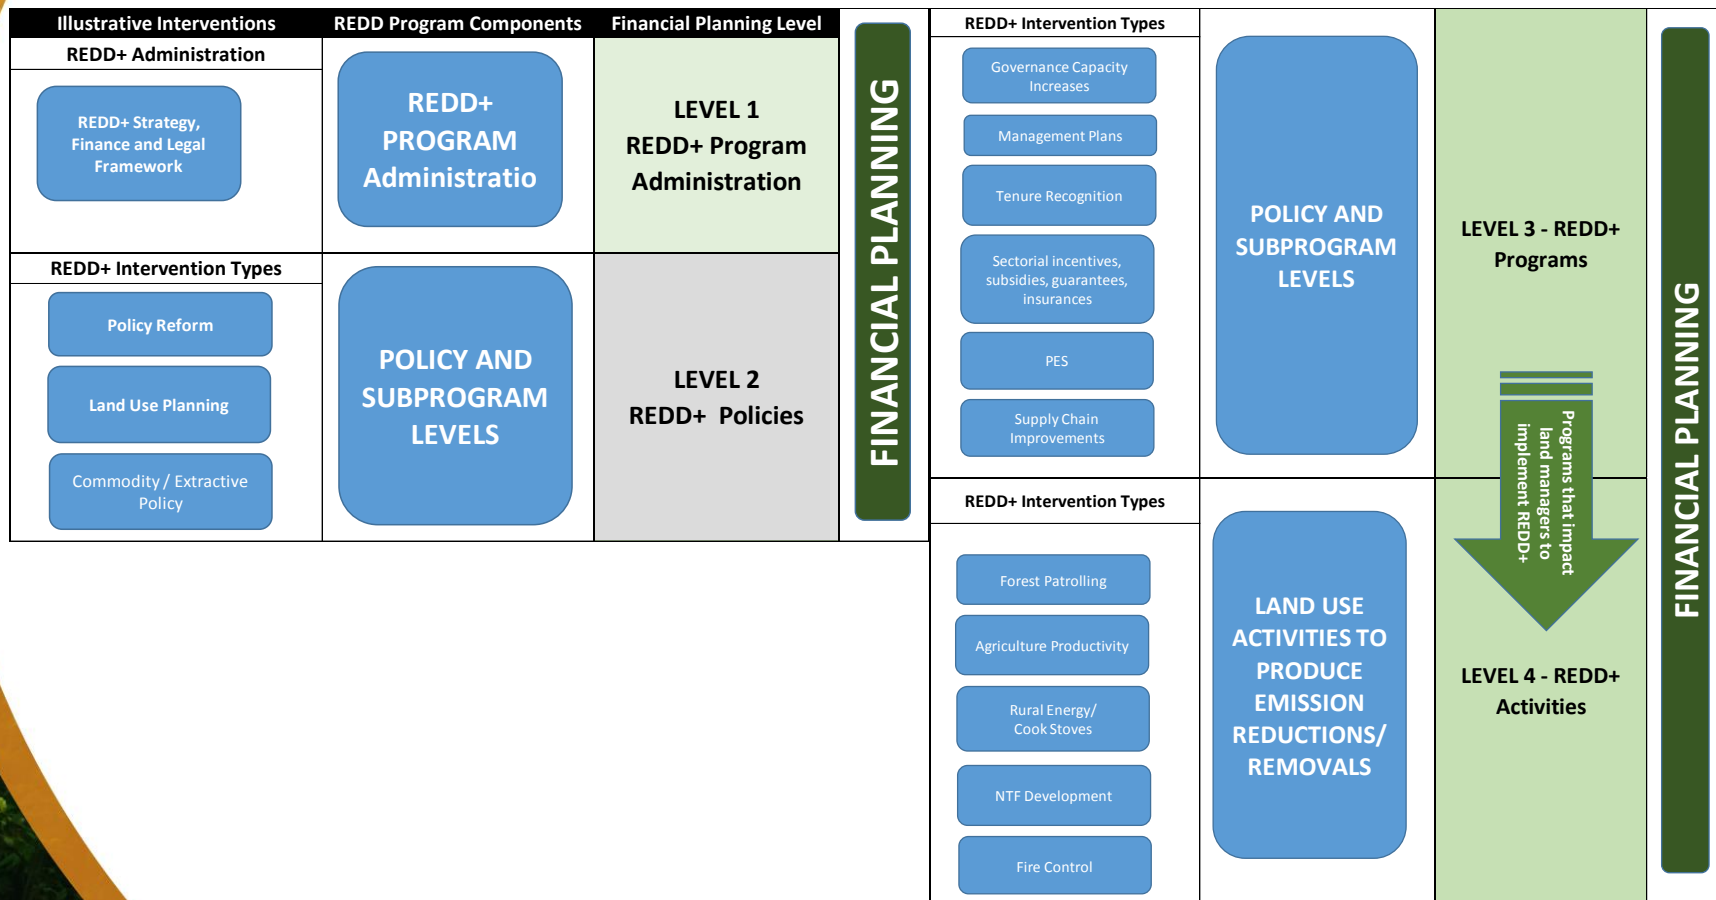 Illustrative Interventions
REDD Program Components
Financial Planning Level
REDD+ Administration
REDD+ Strategy,
Finance and Legal
Framework
REDD+
PROGRAM
Administratio
LEVEL 1
REDD+ Program
Administration
REDD+ Intervention Types
Policy Reform
Land Use Planning
Commodity / Extractive
Policy
POLICY AND
SUBPROGRAM
LEVELS
LEVEL 2
REDD+ Policies
FINANCIAL PLANNING
REDD+ Intervention Types
Governance Capacity
Increases
Management Plans
Tenure Recognition
Sectorial incentives,
subsidies, guarantees,
insurances
PES
Supply Chain
Improvements
POLICY AND
SUBPROGRAM
LEVELS
LEVEL 3 - REDD+
Programs
Programs that impact
land managers to
implement REDD+
REDD+ Intervention Types
Forest Patrolling
Agriculture Productivity
Rural Energy/
Cook Stoves
NTF Development
Fire Control
LAND USE
ACTIVITIES TO
PRODUCE
EMISSION
REDUCTIONS/
REMOVALS
LEVEL 4 - REDD+
Activities
FINANCIAL PLANNING